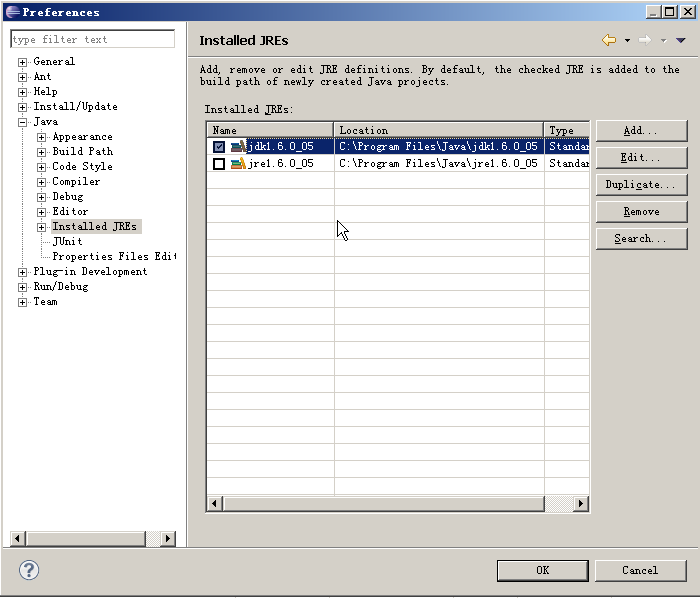 Preferences
type filter text
General
Ant
Help
Install/Update
Java
Appearance
Build Path
Code Style
Compiler
Debug
Editor
Installed JREs
JUnit
Properties Files Edit
Plug-in Development
Run/Debug
Team
Installed JREs
Add, remove or edit JRE definitions. By default, the checked JRE is added to the
build path of newly created Java projects.
Installed JREs:
Name Location Type
jdk1.6.0_05 C:\Program Files\Java\jdk1.6.0_05 Standar
jre1.6.0_05 C:\Program Files\Java\jre1.6.0_05 Standar
Add...
Edit...
Duplicate...
Remove
Search...
?
OK Cancel